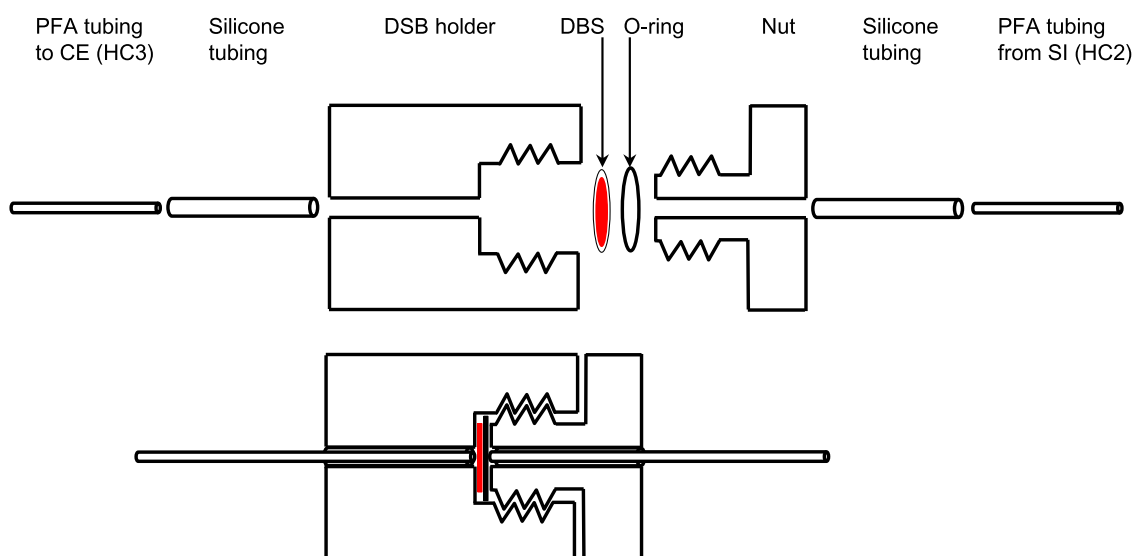 PFA tubing
to CE (HC3)
Silicone
tubing
DSB holder
DBS
O-ring
Nut
Silicone
tubing
PFA tubing
from SI (HC2)